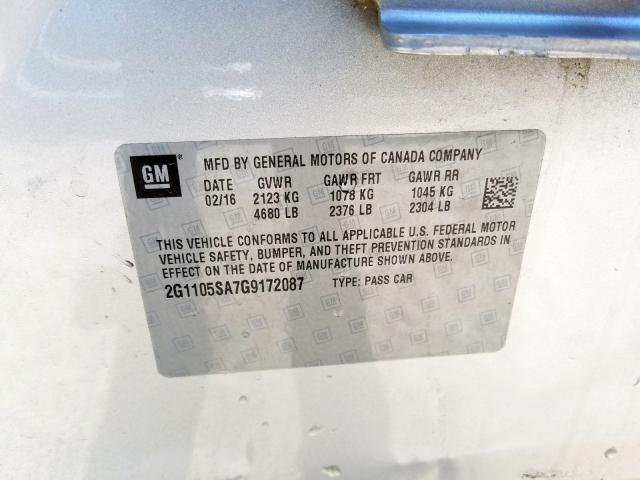 GM
MFD BY GENERAL MOTORS OF CANADA COMPANY
DATE GVWR GAWR FRT GAWR RR
02/16 2123 KG 1078 KG 1045 KG
4680 LB 2376 LB 2304 LB
THIS VEHICLE CONFORMS TO ALL APPLICABLE U.S. FEDERAL MOTOR
VEHICLE SAFETY, BUMPER, AND THEFT PREVENTION STANDARDS IN
EFFECT ON THE DATE OF MANUFACTURE SHOWN ABOVE.
2G1105SA7G9172087 TYPE: PASS CAR